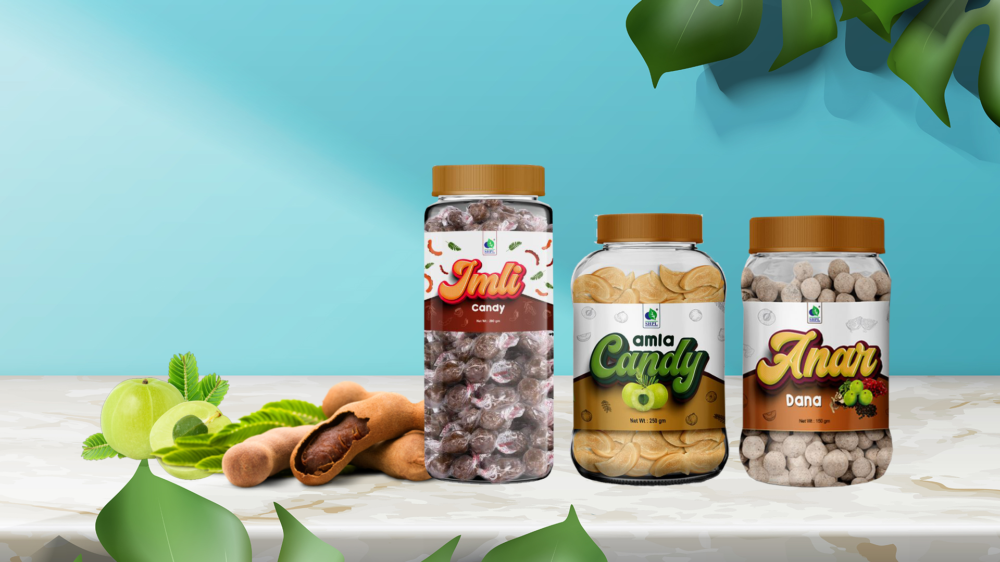 SHPL
Imli
Candy
Net Wt : 200 gm
SHPL
amla
Candy
Net Wt : 250 gm
SHPL
Anar
Dana
Net Wt : 150 gm